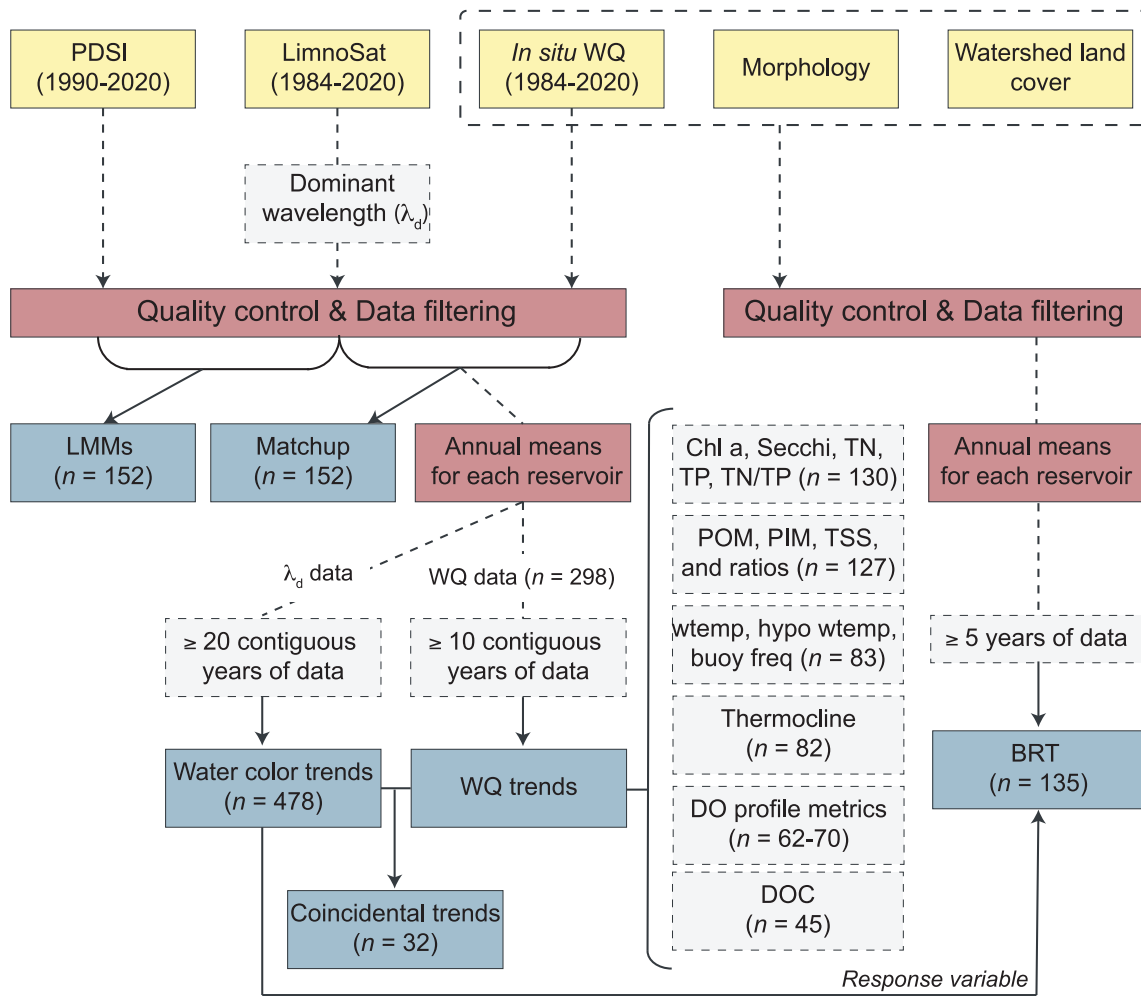 PDSI
(1990-2020)
LimnoSat
(1984-2020)
In situ WQ
(1984-2020)
Morphology
Watershed land
cover
Dominant
wavelength (λd)
Quality control & Data filtering
Quality control & Data filtering
LMMs
(n = 152)
Matchup
(n = 152)
Annual means
for each reservoir
Chl a, Secchi, TN,
TP, TN/TP (n = 130)
Annual means
for each reservoir
POM, PIM, TSS,
and ratios (n = 127)
λd data
WQ data (n = 298)
≥ 20 contiguous
years of data
≥ 10 contiguous
years of data
wtemp, hypo wtemp,
buoy freq (n = 83)
≥ 5 years of data
Thermocline
(n = 82)
Water color trends
(n = 478)
WQ trends
BRT
(n = 135)
DO profile metrics
(n = 62-70)
Coincidental trends
(n = 32)
DOC
(n = 45)
Response variable